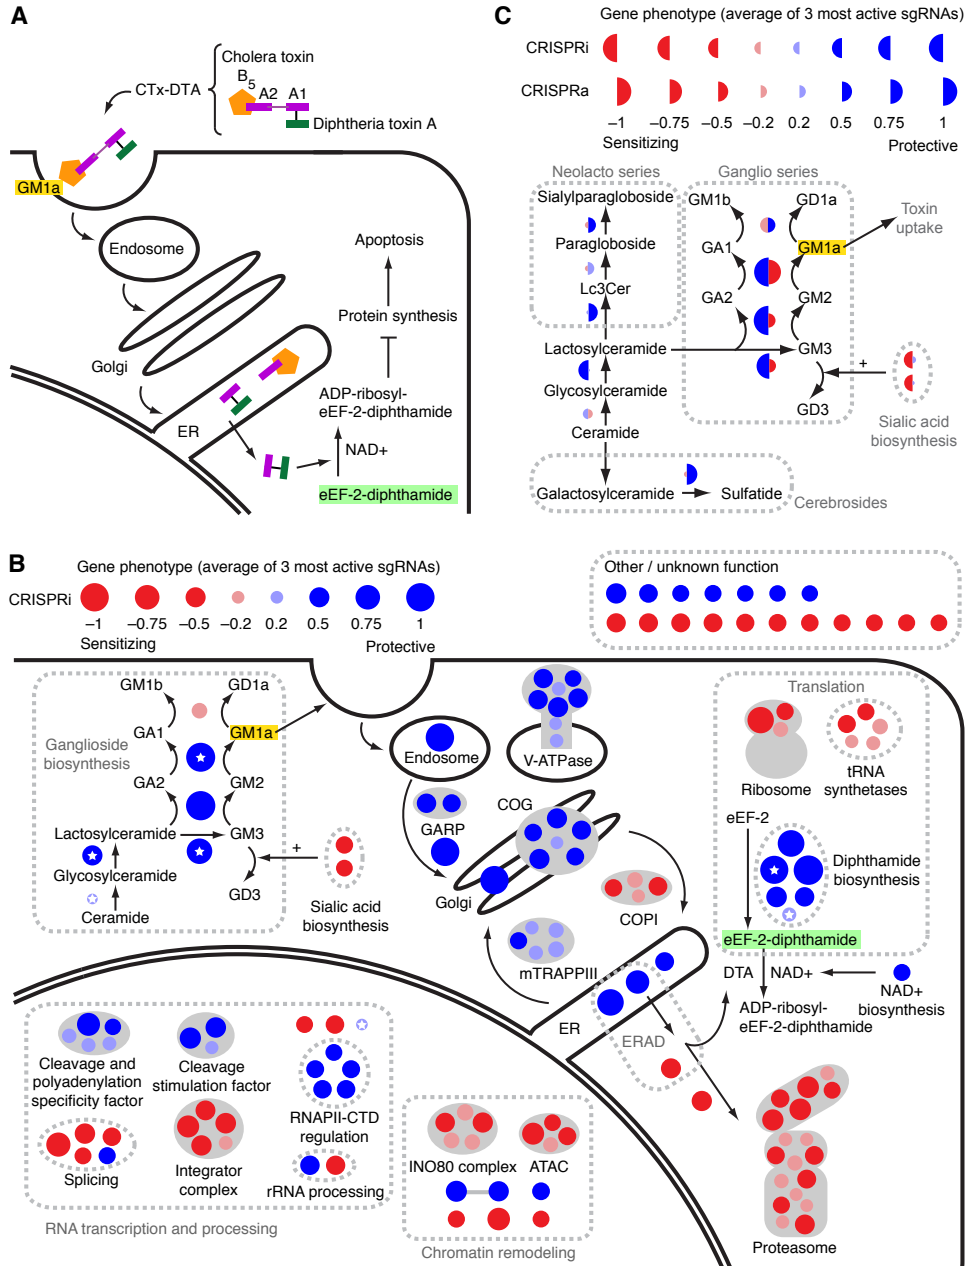 A
Cholera toxin
B5
A2 A1
CTx-DTA
Diphtheria toxin A
GM1a
Endosome
Apoptosis
Protein synthesis
Golgi
ADP-ribosyl-
eEF-2-diphthamide
ER
NAD+
eEF-2-diphthamide
C
Gene phenotype (average of 3 most active sgRNAs)
CRISPRi
CRISPRa
−1 −0.75 −0.5 −0.2 0.2 0.5 0.75 1
Sensitizing Protective
Neolacto series Ganglio series
Sialylparagloboside GM1b GD1a
Toxin
uptake
Paragloboside GA1 GM1a
Lc3Cer GA2 GM2
Lactosylceramide GM3
+
Glycosylceramide
GD3
Sialic acid
biosynthesis
Ceramide
Galactosylceramide Sulfatide
Cerebrosides
B
Gene phenotype (average of 3 most active sgRNAs)
CRISPRi
−1 −0.75 −0.5 −0.2 0.2 0.5 0.75 1
Sensitizing Protective
Other / unknown function
GM1b GD1a
GA1 GM1a
Ganglioside
biosynthesis
GA2 GM2
Lactosylceramide GM3
+
Glycosylceramide
GD3
Ceramide
Sialic acid
biosynthesis
Endosome
V-ATPase
GARP
COG
Golgi
COPI
mTRAPPIII
ER
ERAD
Translation
Ribosome
tRNA
synthetases
eEF-2
Diphthamide
biosynthesis
eEF-2-diphthamide
DTA NAD+
NAD+
biosynthesis
ADP-ribosyl-
eEF-2-diphthamide
Proteasome
Cleavage and
polyadenylation
specificity factor
Cleavage
stimulation factor
RNAPII-CTD
regulation
Splicing
Integrator
complex
rRNA processing
RNA transcription and processing
INO80 complex
ATAC
Chromatin remodeling